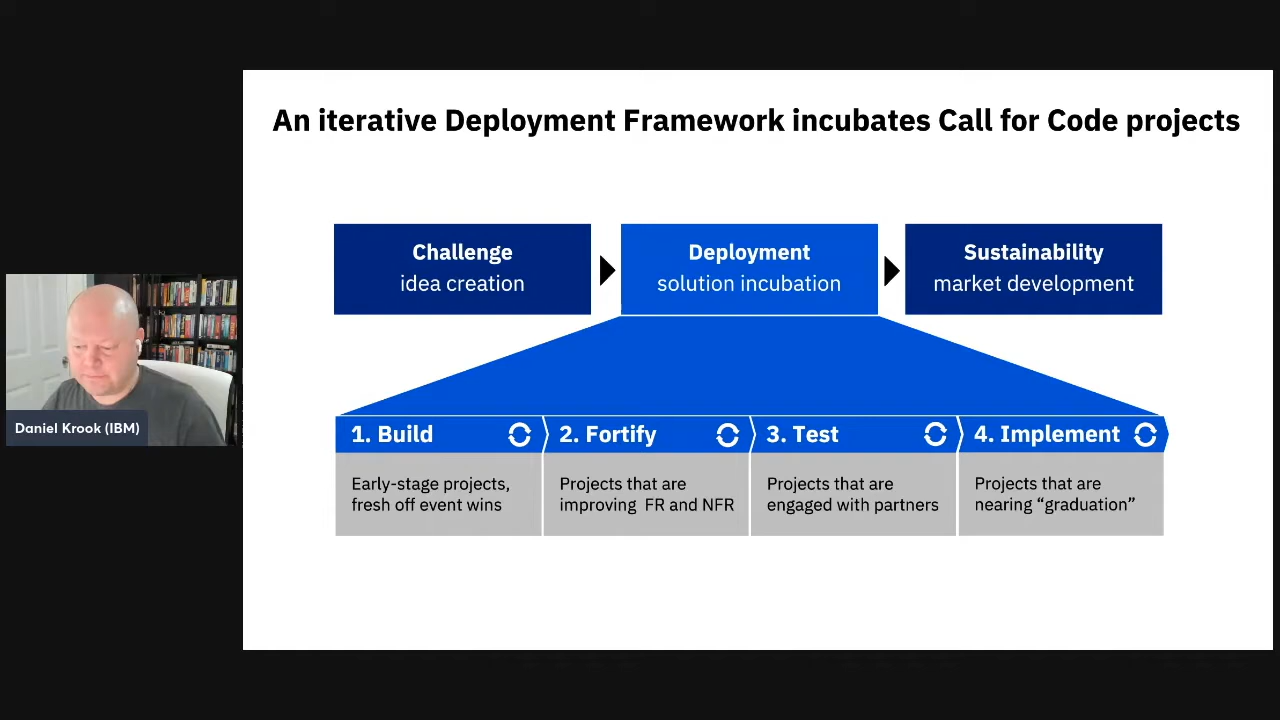 An iterative Deployment Framework incubates Call for Code projects
Challenge
idea creation
Deployment
solution incubation
Sustainability
market development
1. Build
2. Fortify
3. Test
4. Implement
Early-stage projects,
fresh off event wins
Projects that are
improving FR and NFR
Projects that are
engaged with partners
Projects that are
nearing “graduation”
Daniel Krook (IBM)